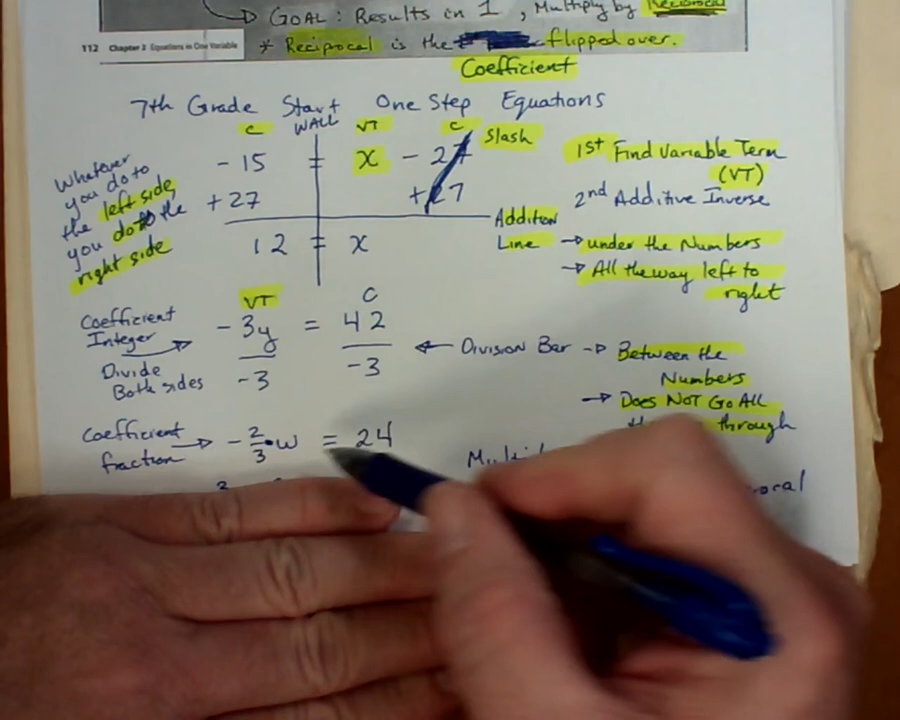 → GOAL: Results in 1, Multiply by Reciprocal
112 Chapter 2 Equations in One Variable
* Reciprocal is the flipped over.
Coefficient
7th Grade Start One Step Equations
WALL
C VT C Slash
- 15 = x - 27
+ 27 + 27
12 = x
Whatever
you do to
the left side,
you do to the
right side
Addition
Line → under the Numbers
→ All the way left to
right
1st Find Variable Term
(VT)
2nd Additive Inverse
VT C
Coefficient
Integer →
Divide
Both sides
-3y = 42
-3 -3
← Division Bar → Between the
Numbers
→ Does NOT Go All
through
Coefficient
fraction → - 2/3 · w = 24